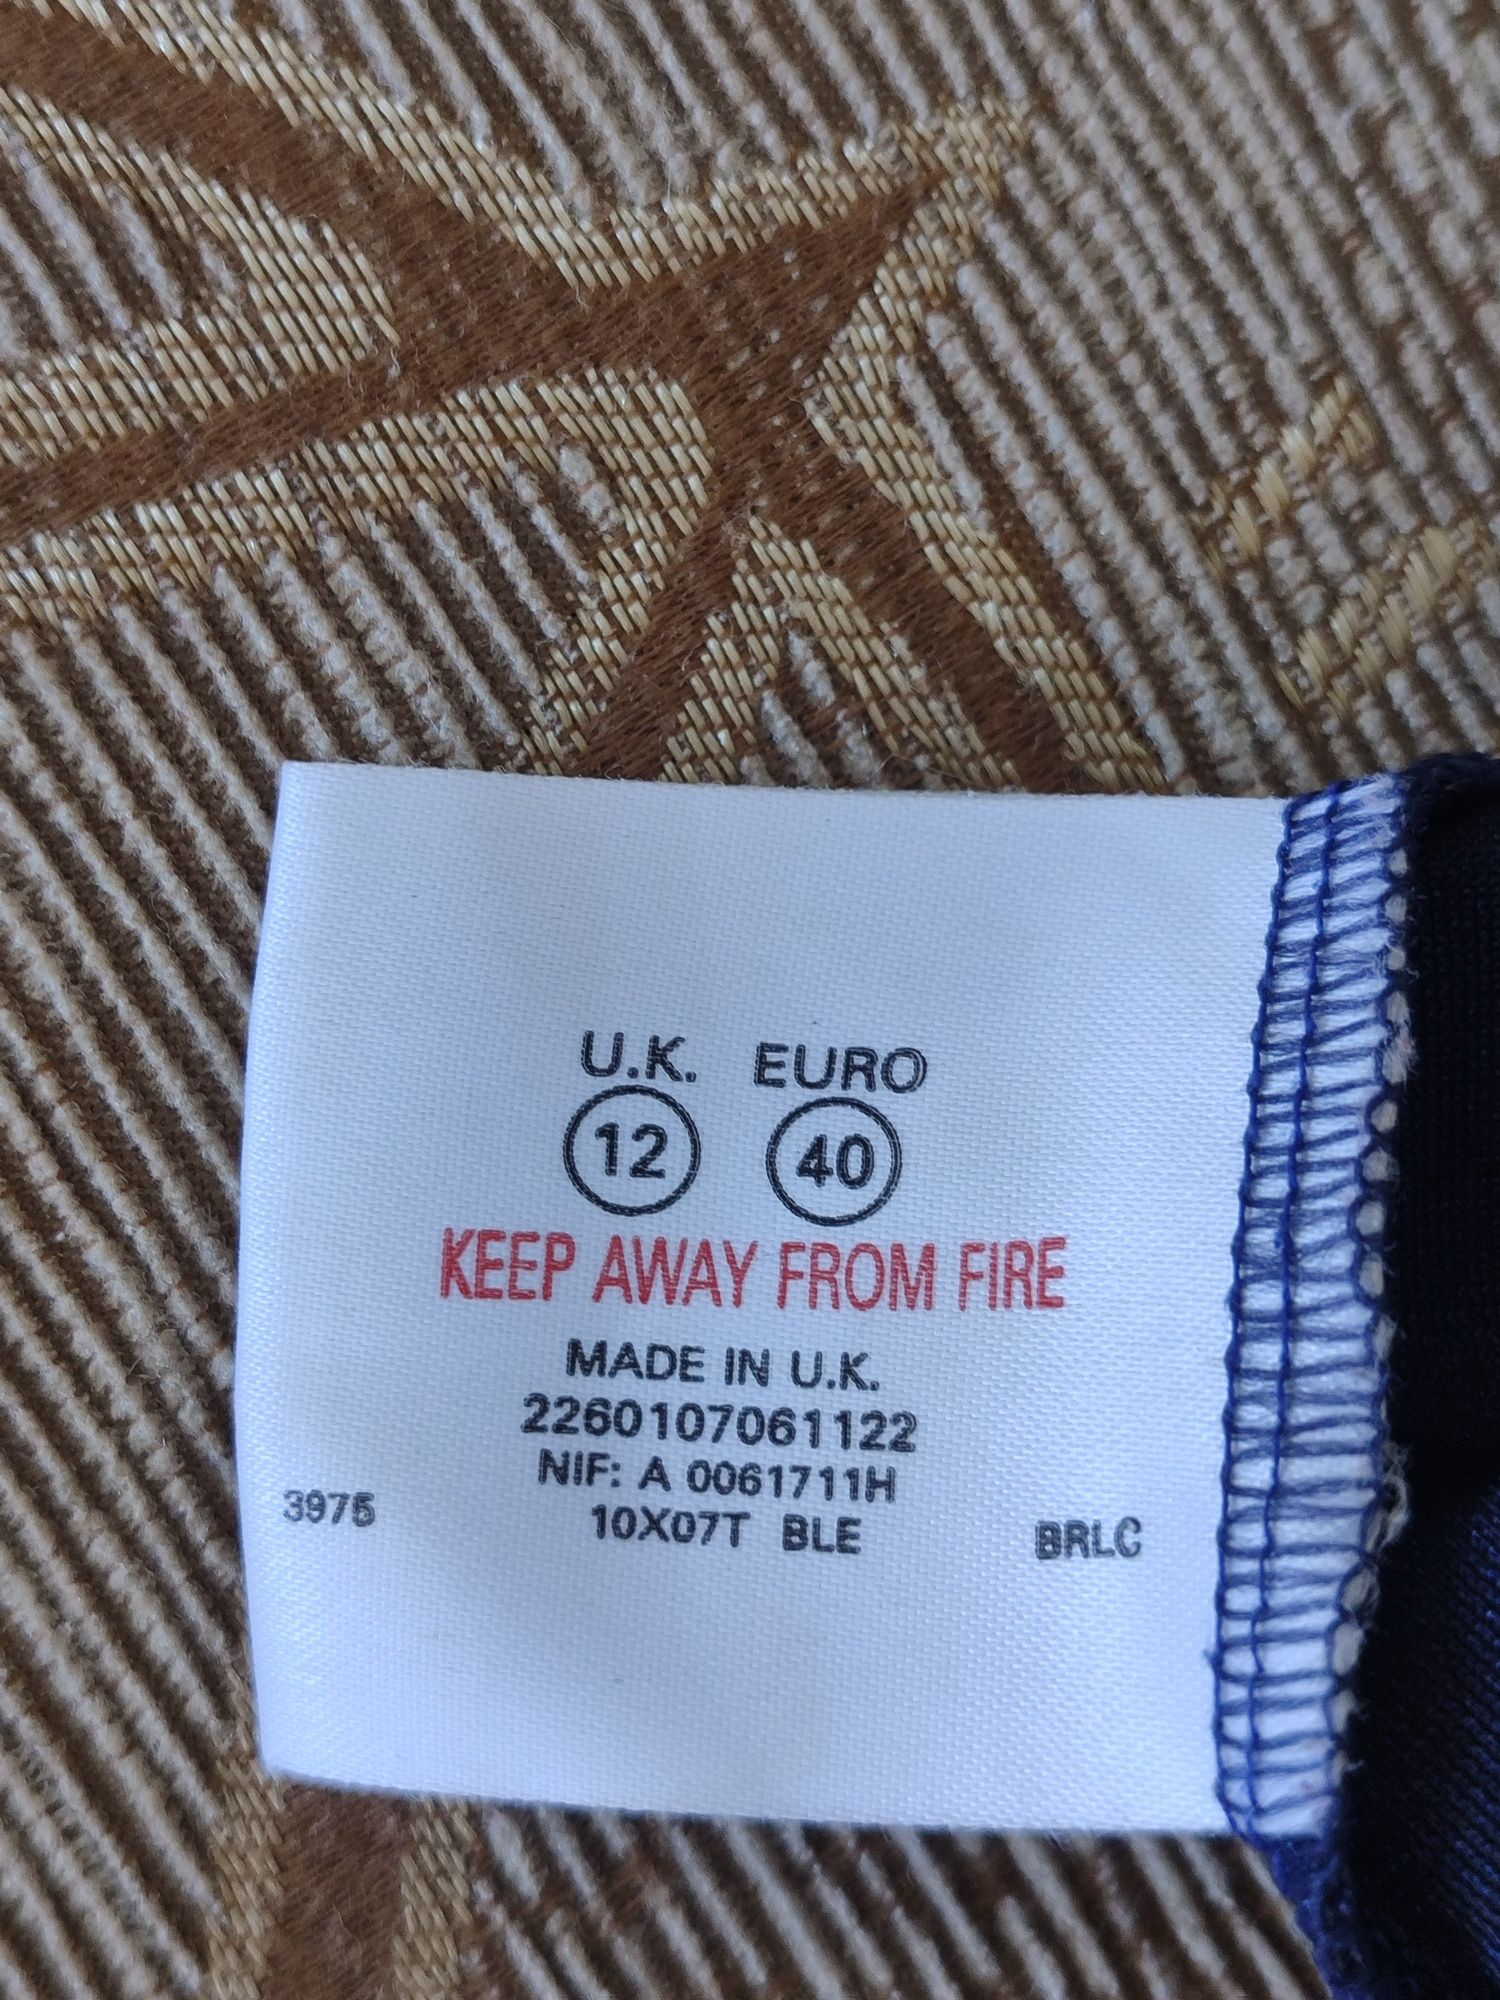 U.K. EURO
12 40
KEEP AWAY FROM FIRE
MADE IN U.K.
2260107061122
NIF: A 0061711H
3975 10X07T BLE BRLC